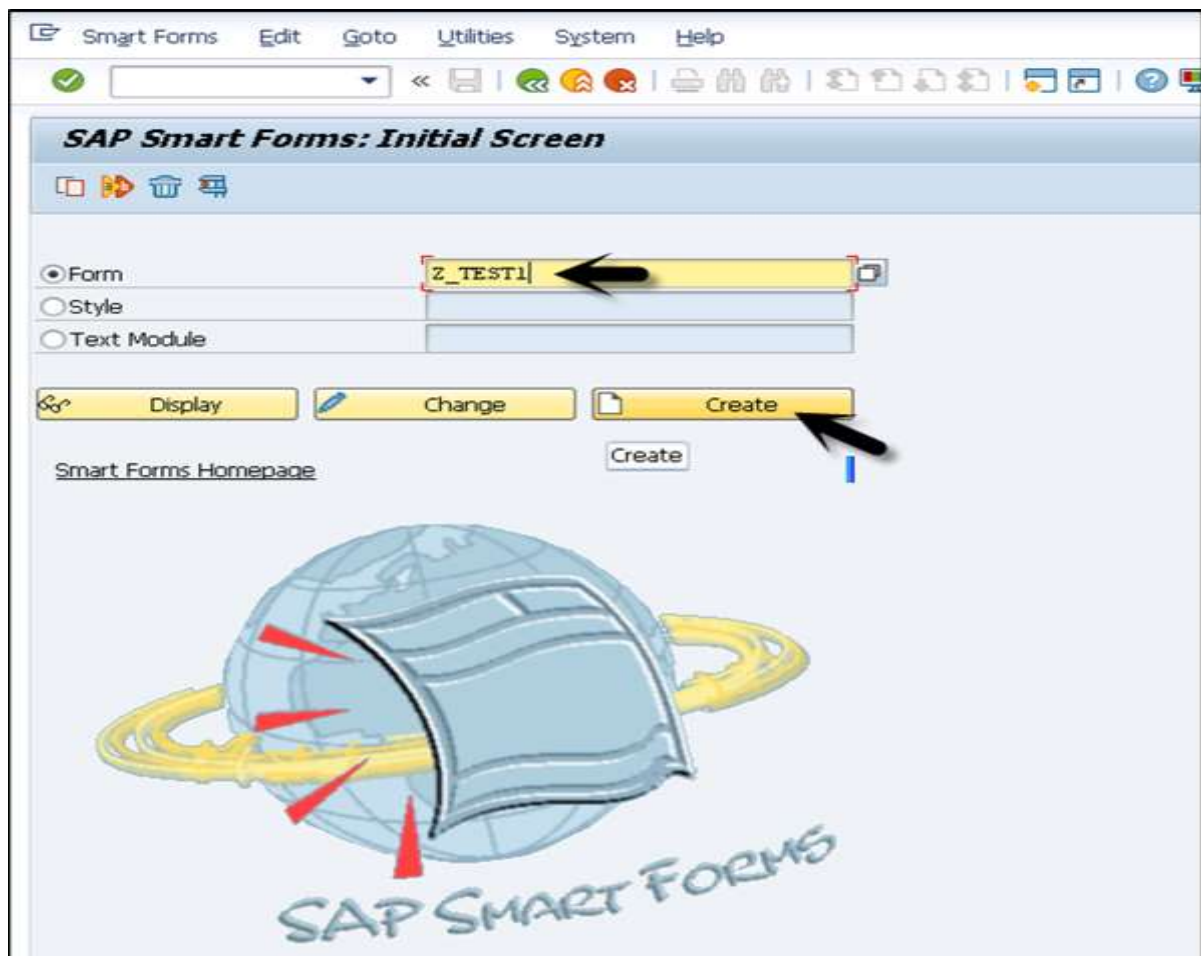 Smart Forms Edit Goto Utilities System Help
SAP Smart Forms: Initial Screen
Form Z_TEST1
Style
Text Module
Display Change Create
Smart Forms Homepage Create
SAP SMART FORMS